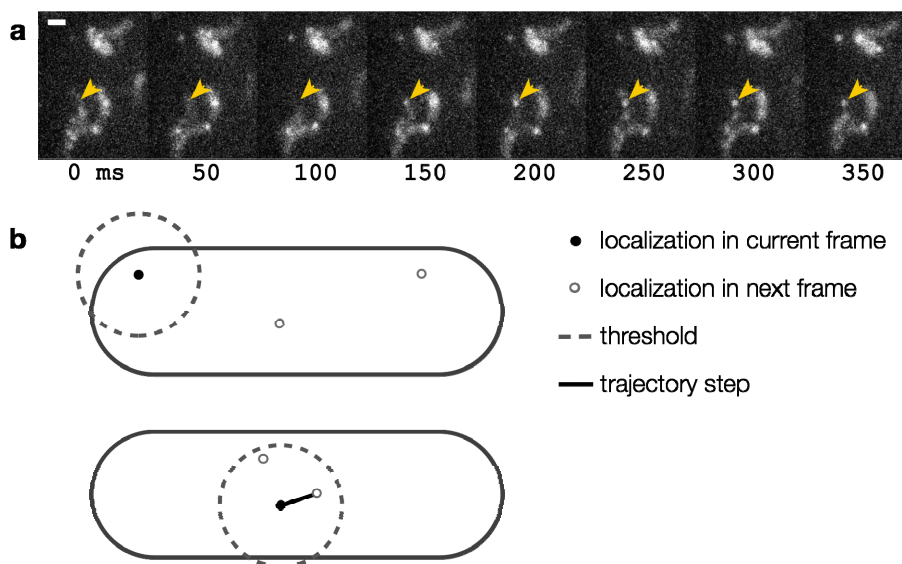 a
0 ms 50 100 150 200 250 300 350
b
localization in current frame
localization in next frame
threshold
trajectory step